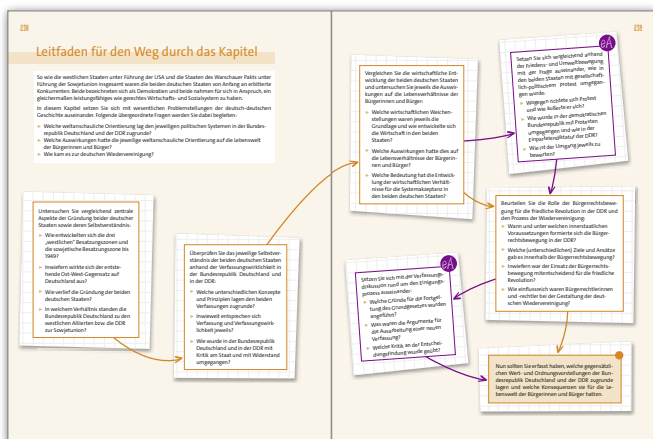 238
Leitfaden für den Weg durch das Kapitel
So wie die westlichen Staaten unter Führung der USA und die Staaten des Warschauer Pakts unter
Führung der Sowjetunion insgesamt waren die beiden deutschen Staaten von Anfang an erbitterte
Konkurrenten. Beide bezeichneten sich als Demokratien und beide nahmen für sich in Anspruch, ein
gleichermaßen leistungsfähiges wie gerechtes Wirtschafts- und Sozialsystem zu haben.
In diesem Kapitel setzen Sie sich mit wesentlichen Problemstellungen der deutsch-deutschen
Geschichte auseinander. Folgende übergeordnete Fragen werden Sie dabei begleiten:
► Welche weltanschauliche Orientierung lag den jeweiligen politischen Systemen in der Bundes-
republik Deutschland und der DDR zugrunde?
► Welche Auswirkungen hatte die jeweilige weltanschauliche Orientierung auf die Lebenswelt
der Bürgerinnen und Bürger?
► Wie kam es zur deutschen Wiedervereinigung?
Untersuchen Sie vergleichend zentrale
Aspekte der Gründung beider deutscher
Staaten sowie deren Selbstverständnis:
► Wie entwickelten sich die drei
„westlichen“ Besatzungszonen und
die sowjetische Besatzungszone bis
1949?
► Inwiefern wirkte sich der entste-
hende Ost-West-Gegensatz auf
Deutschland aus?
► Wie verlief die Gründung der beiden
deutschen Staaten?
► In welchem Verhältnis standen die
Bundesrepublik Deutschland zu den
westlichen Alliierten bzw. die DDR
zur Sowjetunion?
Überprüfen Sie das jeweilige Selbstver-
ständnis der beiden deutschen Staaten
anhand der Verfassungswirklichkeit in
der Bundesrepublik Deutschland und in
der DDR:
► Welche unterschiedlichen Konzepte
und Prinzipien lagen den beiden
Verfassungen zugrunde?
► Inwieweit entsprechen sich
Verfassung und Verfassungswirk-
lichkeit jeweils?
► Wie wurde in der Bundesrepublik
Deutschland und in der DDR mit
Kritik am Staat und mit Widerstand
umgegangen?
239
Vergleichen Sie die wirtschaftliche Ent-
wicklung der beiden deutschen Staaten
und untersuchen Sie jeweils die Auswir-
kungen auf die Lebensverhältnisse der
Bürgerinnen und Bürger:
► Welche wirtschaftlichen Weichen-
stellungen waren jeweils die
Grundlage und wie entwickelte sich
die Wirtschaft in den beiden
Staaten?
► Welche Auswirkungen hatte dies auf
die Lebensverhältnisse der Bürgerin-
nen und Bürger?
► Welche Bedeutung hat die Entwick-
lung der wirtschaftlichen Verhält-
nisse für die Systemakzeptanz in
den beiden deutschen Staaten?
eA
Setzen Sie sich vergleichend anhand
der Friedens- und Umweltbewegung
mit der Frage auseinander, wie in
den beiden Staaten mit gesellschaft-
lich-politischem Protest umgegan-
gen wurde.
► Wogegen richtete sich Protest
und wie äußerte er sich?
► Wie wurde in der demokratischen
Bundesrepublik mit Protesten
umgegangen und wie in der
Einparteiendiktatur der DDR?
► Wie ist der Umgang jeweils zu
bewerten?
Beurteilen Sie die Rolle der Bürgerrechtsbewe-
gung für die friedliche Revolution in der DDR und
den Prozess der Wiedervereinigung:
► Wann und unter welchen innerstaatlichen
Voraussetzungen formierte sich die Bürger-
rechtsbewegung in der DDR?
► Welche (unterschiedlichen) Ziele und Ansätze
gab es innerhalb der Bürgerrechtsbewegung?
► Inwiefern war der Einsatz der Bürgerrechts-
bewegung mitentscheidend für die friedliche
Revolution?
► Wie einflussreich waren Bürgerrechtlerinnen
und -rechtler bei der Gestaltung der deut-
schen Wiedervereinigung?
eA
Setzen Sie sich mit der Verfassungs-
diskussion rund um den Einigungs-
prozess auseinander:
► Welche Gründe für die Fortgel-
tung des Grundgesetzes wurden
angeführt?
► Was waren die Argumente für
die Ausarbeitung einer neuen
Verfassung?
► Welche Kritik an der Entschei-
dungsfindung wurde geübt?
Nun sollten Sie erfasst haben, welche gegensätzli-
chen Wert- und Ordnungsvorstellungen der Bun-
desrepublik Deutschland und der DDR zugrunde
lagen und welche Konsequenzen sie für die Le-
benswelt der Bürgerinnen und Bürger hatten.